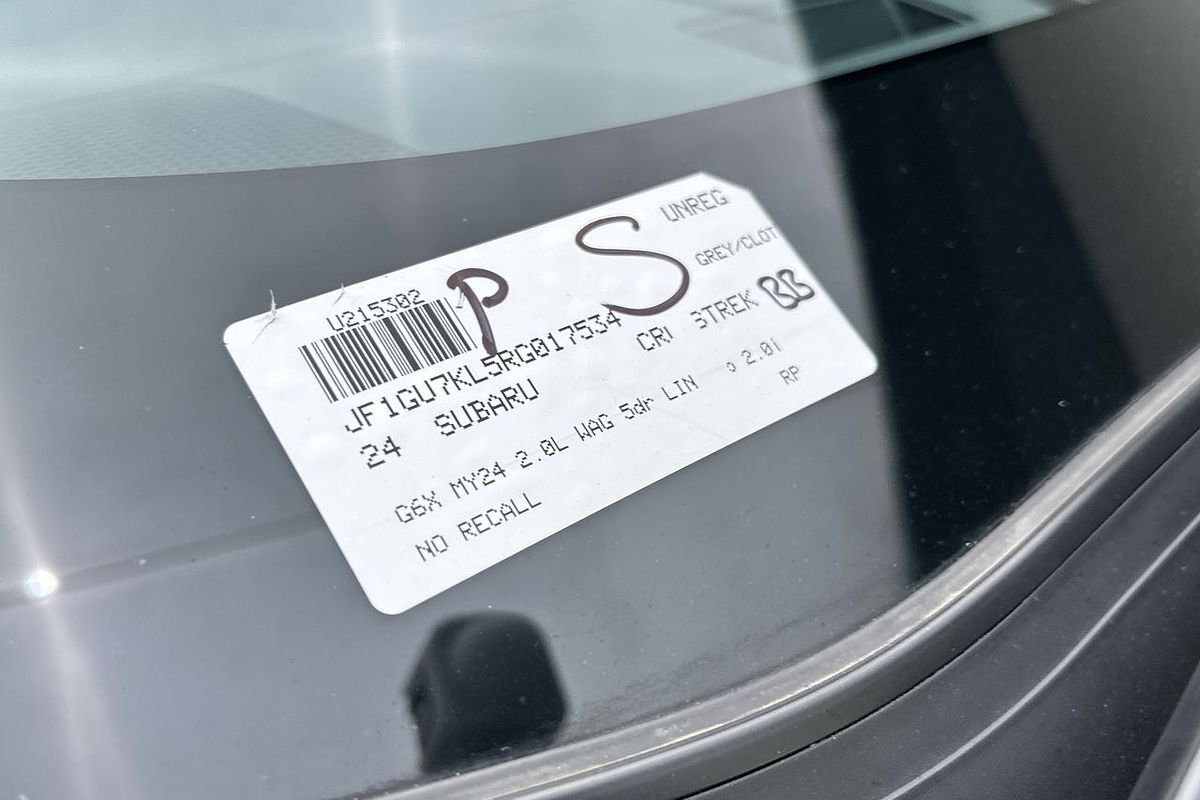 P S UNREG
U215302 GREY/CLOT
JF1GU7KL5RG017534 CRI 3TREK BB
24 SUBARU
G6X MY24 2.0L WAG 5dr LIN o 2.0i
NO RECALL RP